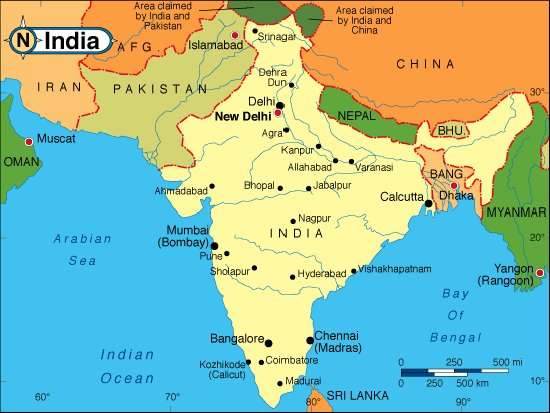 N India
Area claimed
by India and
Pakistan
Area claimed
by India and
China
AFG.
Islamabad
Srinagar
CHINA
IRAN
PAKISTAN
Dehra
Dun
30°
Delhi
New Delhi
NEPAL
BHU.
Muscat
OMAN
Agra
Kanpur
Allahabad
Varanasi
BANG
Dhaka
Ahmadabad
Bhopal
Jabalpur
Calcutta
MYANMAR
Nagpur
INDIA
Arabian
Sea
Mumbai
(Bombay)
20°
Pune
Sholapur
Hyderabad
Vishakhapatnam
Yangon
(Rangoon)
Bay
Of
Bengal
Bangalore
Chennai
(Madras)
Indian
Ocean
Kozhikode
(Calicut)
Coimbatore
Madurai
0 250 500 mi
0 250 500 km
60°
70°
80°
SRI LANKA
90°